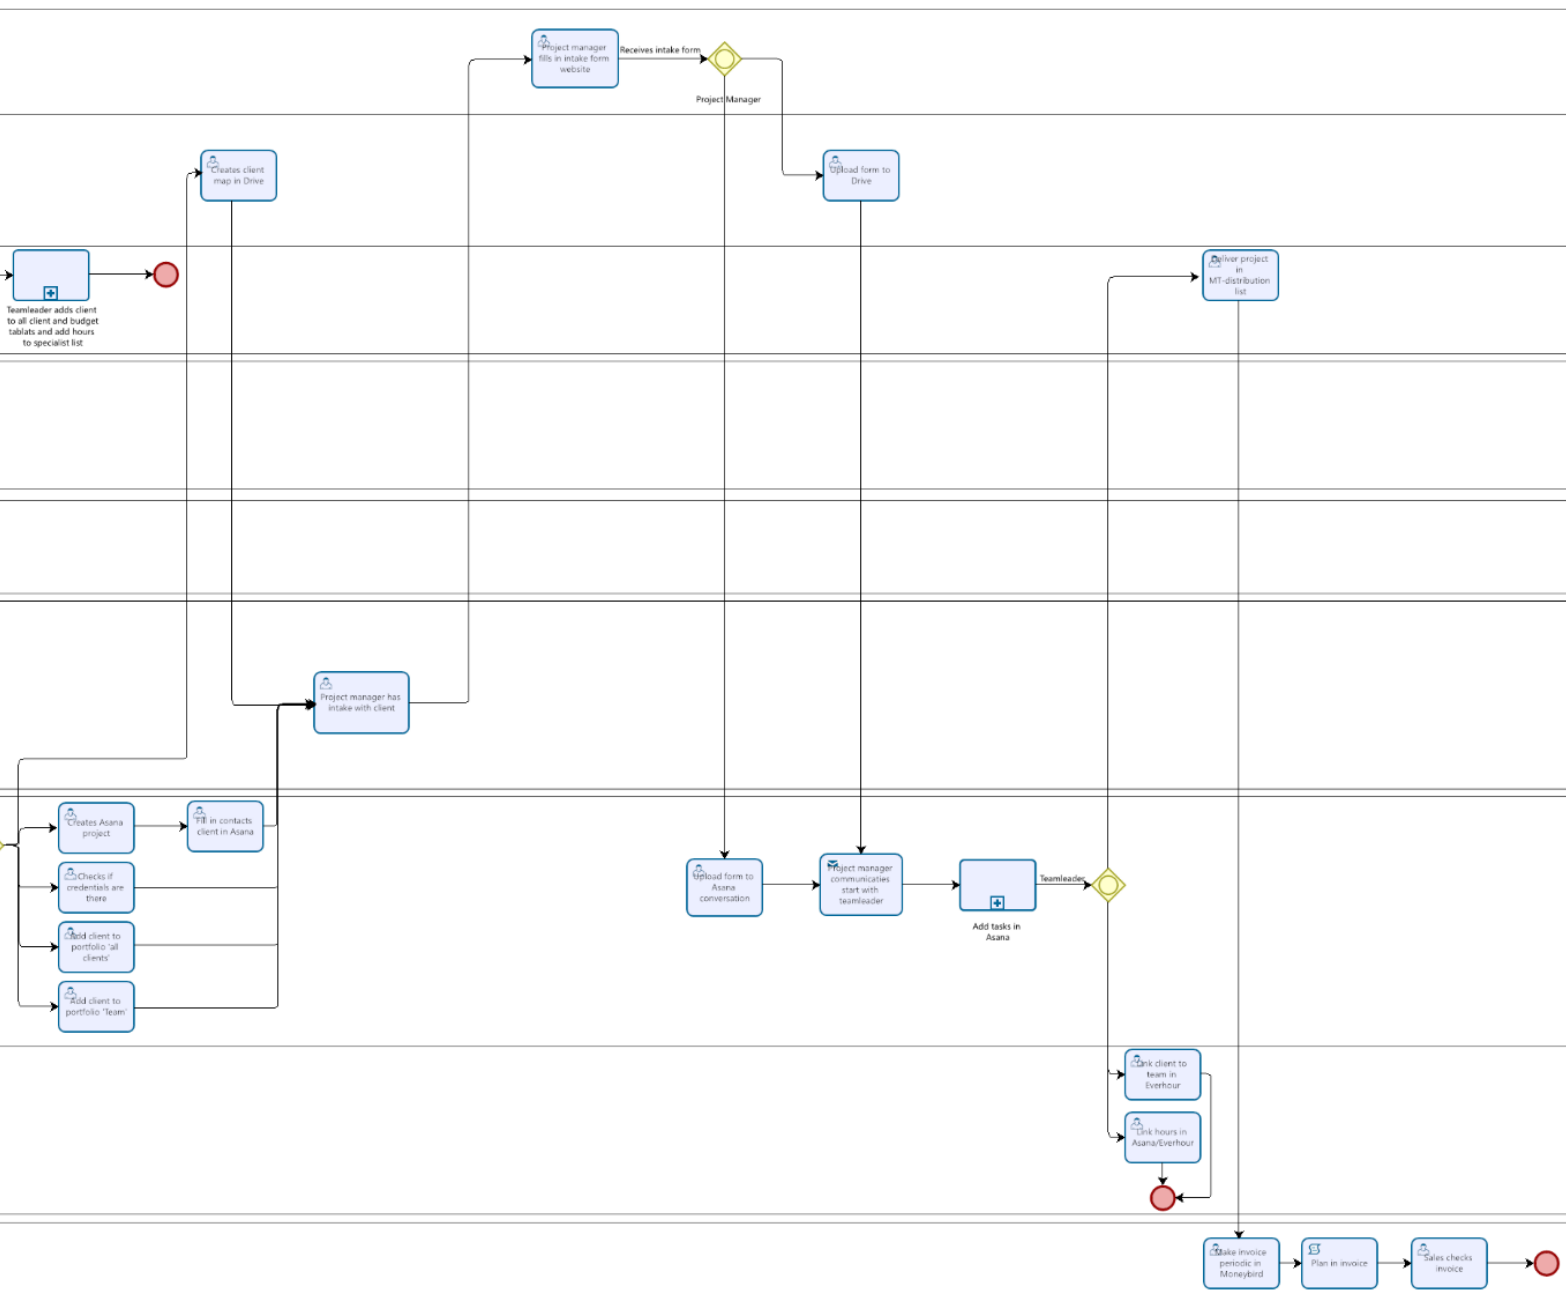 Project manager
fills in intake form
website
Receives intake form
Project Manager
Creates client
map in Drive
Upload form to
Drive
Teamleader adds client
to all client and budget
tablats and add hours
to specialist list
Deliver project
in
MT-distribution
list
Project manager has
intake with client
Creates Asana
project
Fill in contacts
client in Asana
Checks if
credentials are
there
Add client to
portfolio 'all
clients'
Add client to
portfolio 'Team'
Upload form to
Asana
conversation
Project manager
communicaties
start with
teamleader
Add tasks in
Asana
Teamleader
Link client to
team in
Everhour
Link hours in
Asana/Everhour
Make invoice
periodic in
Moneybird
Plan in invoice
Sales checks
invoice